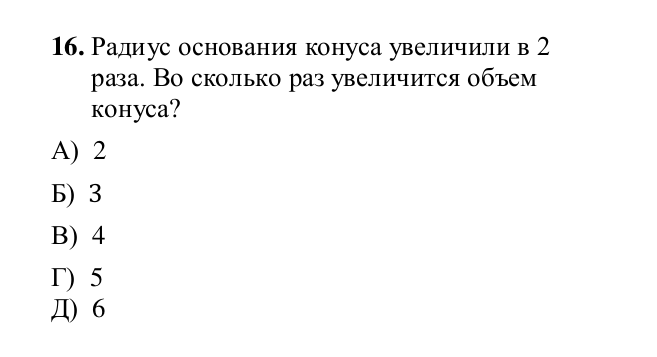 16. Радиус основания конуса увеличили в 2
раза. Во сколько раз увеличится объем
конуса?
А) 2
Б) 3
В) 4
Г) 5
Д) 6